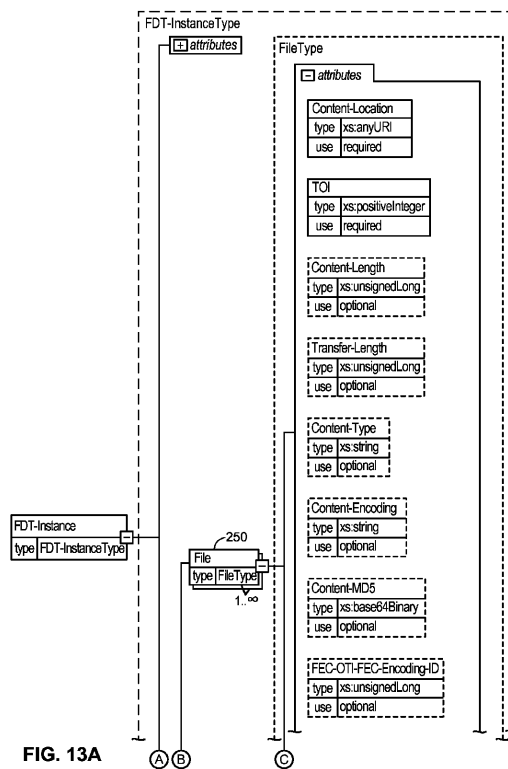 FDT-InstanceType
+ attributes
FileType
− attributes
Content-Location
type xs:anyURI
use required
TOI
type xs:positiveInteger
use required
Content-Length
type xs:unsignedLong
use optional
Transfer-Length
type xs:unsignedLong
use optional
Content-Type
type xs:string
use optional
FDT-Instance
type FDT-InstanceType
−
250
File
type FileType
−
1..∞
Content-Encoding
type xs:string
use optional
Content-MD5
type xs:base64Binary
use optional
FEC-OTI-FEC-Encoding-ID
type xs:unsignedLong
use optional
FIG. 13A
A B C